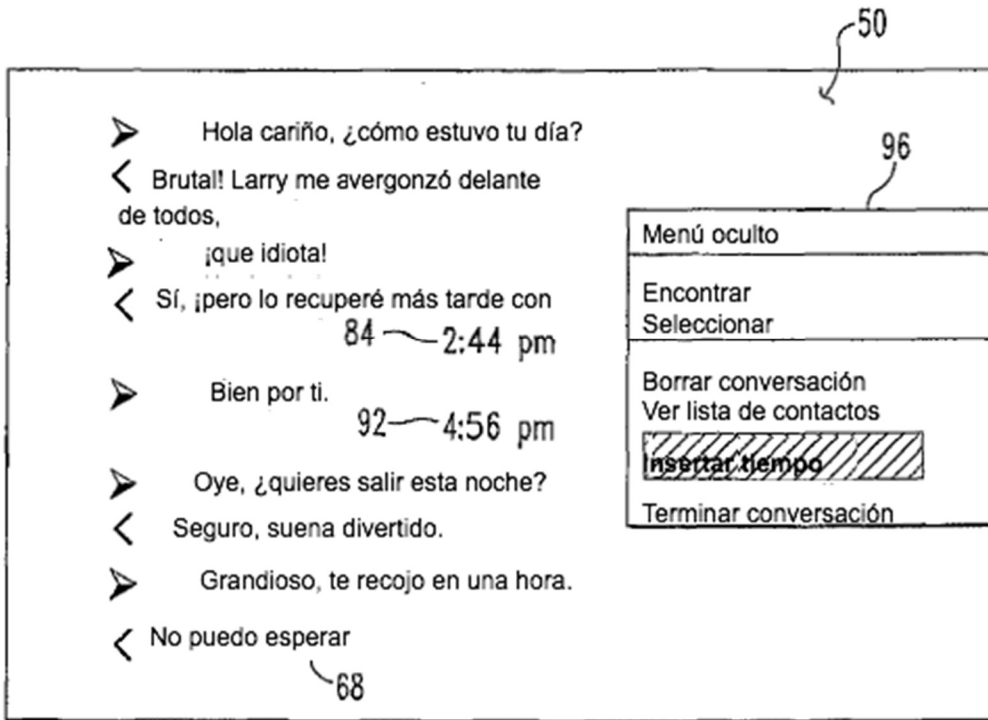 50
Hola cariño, ¿cómo estuvo tu día?
Brutal! Larry me avergonzó delante
de todos,
¡que idiota!
Sí, ¡pero lo recuperé más tarde con
84 2:44 pm
Bien por ti.
92 4:56 pm
Oye, ¿quieres salir esta noche?
Seguro, suena divertido.
Grandioso, te recojo en una hora.
No puedo esperar
68
96
Menú oculto
Encontrar
Seleccionar
Borrar conversación
Ver lista de contactos
Insertar tiempo
Terminar conversación